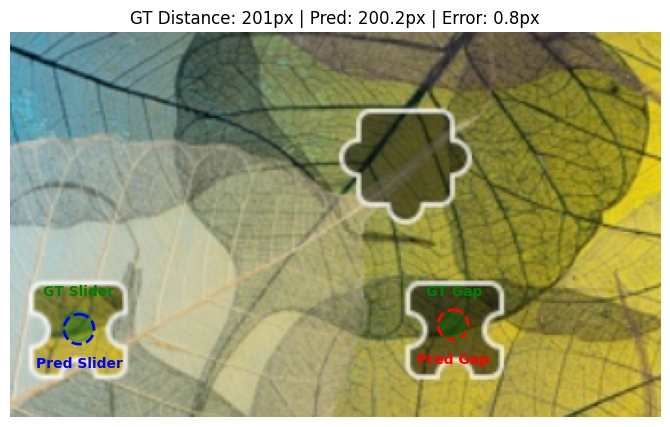 GT Distance: 201px | Pred: 200.2px | Error: 0.8px
GT Slider
GT Gap
Pred Slider
Pred Gap